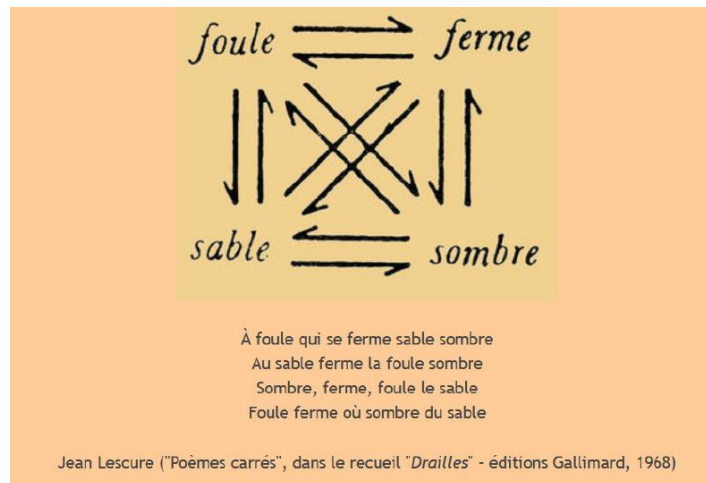 foule ferme
sable sombre
À foule qui se ferme sable sombre
Au sable ferme la foule sombre
Sombre, ferme, foule le sable
Foule ferme où sombre du sable
Jean Lescure ("Poèmes carrés", dans le recueil "Drailles" - éditions Gallimard, 1968)